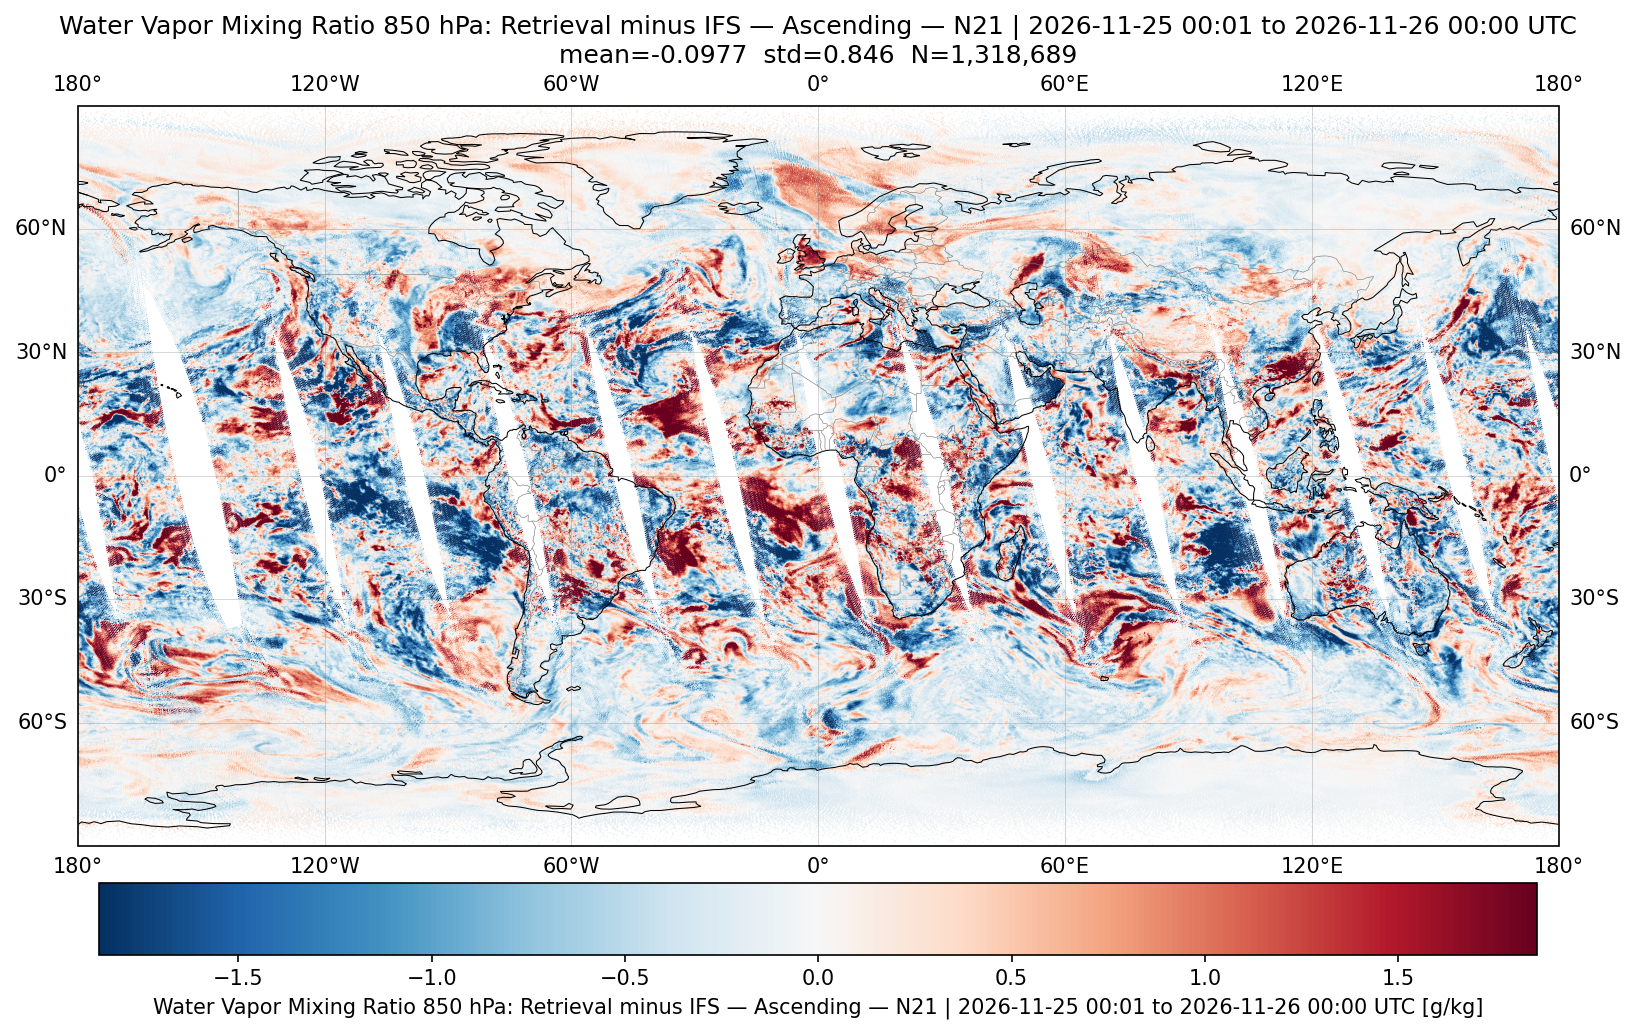 Water Vapor Mixing Ratio 850 hPa: Retrieval minus IFS — Ascending — N21 | 2026-11-25 00:01 to 2026-11-26 00:00 UTC
mean=-0.0977  std=0.846  N=1,318,689
180° 120°W 60°W 0° 60°E 120°E 180°
60°N 60°N
30°N 30°N
0° 0°
30°S 30°S
60°S 60°S
180° 120°W 60°W 0° 60°E 120°E 180°
−1.5 −1.0 −0.5 0.0 0.5 1.0 1.5
Water Vapor Mixing Ratio 850 hPa: Retrieval minus IFS — Ascending — N21 | 2026-11-25 00:01 to 2026-11-26 00:00 UTC [g/kg]